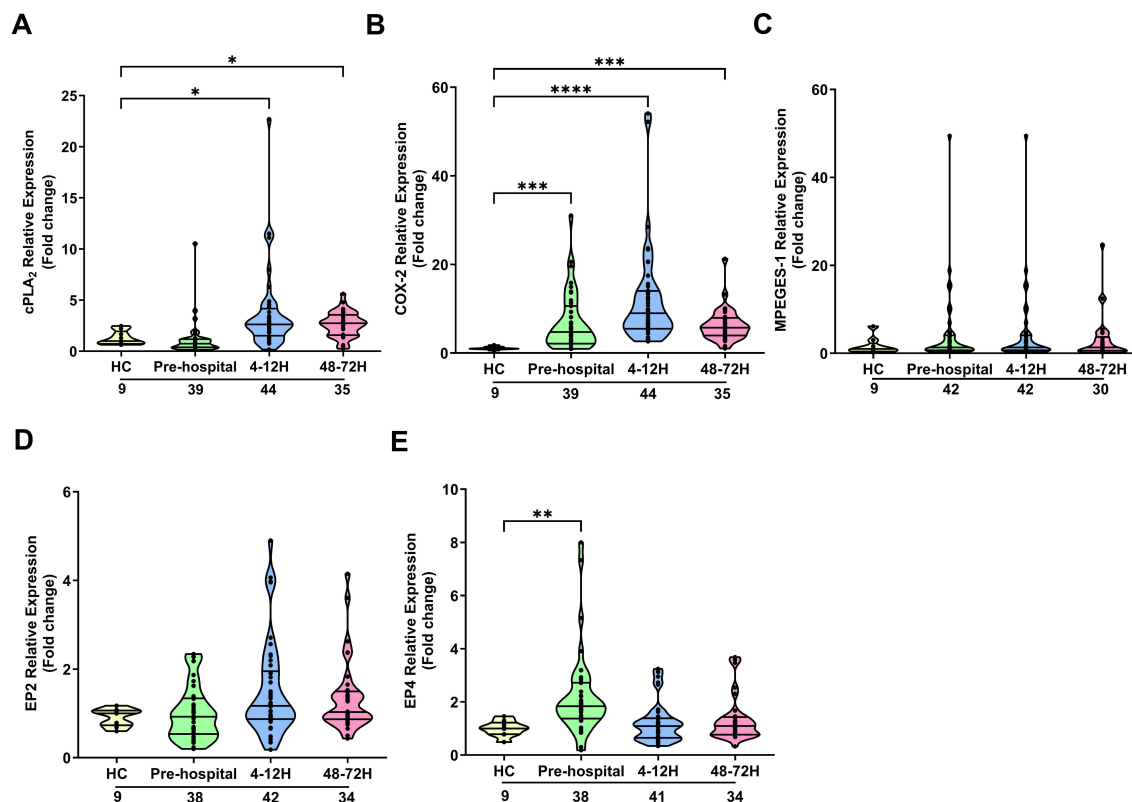 A
cPLA2 Relative Expression
(Fold change)
25
20
15
10
5
0
*
*
HC Pre-hospital 4-12H 48-72H
9 39 44 35
B
COX-2 Relative Expression
(Fold change)
60
40
20
0
***
****
***
HC Pre-hospital 4-12H 48-72H
9 39 44 35
C
MPEGES-1 Relative Expression
(Fold change)
60
40
20
0
HC Pre-hospital 4-12H 48-72H
9 42 42 30
D
EP2 Relative Expression
(Fold change)
6
4
2
0
HC Pre-hospital 4-12H 48-72H
9 38 42 34
E
EP4 Relative Expression
(Fold change)
10
8
6
4
2
0
**
HC Pre-hospital 4-12H 48-72H
9 38 41 34